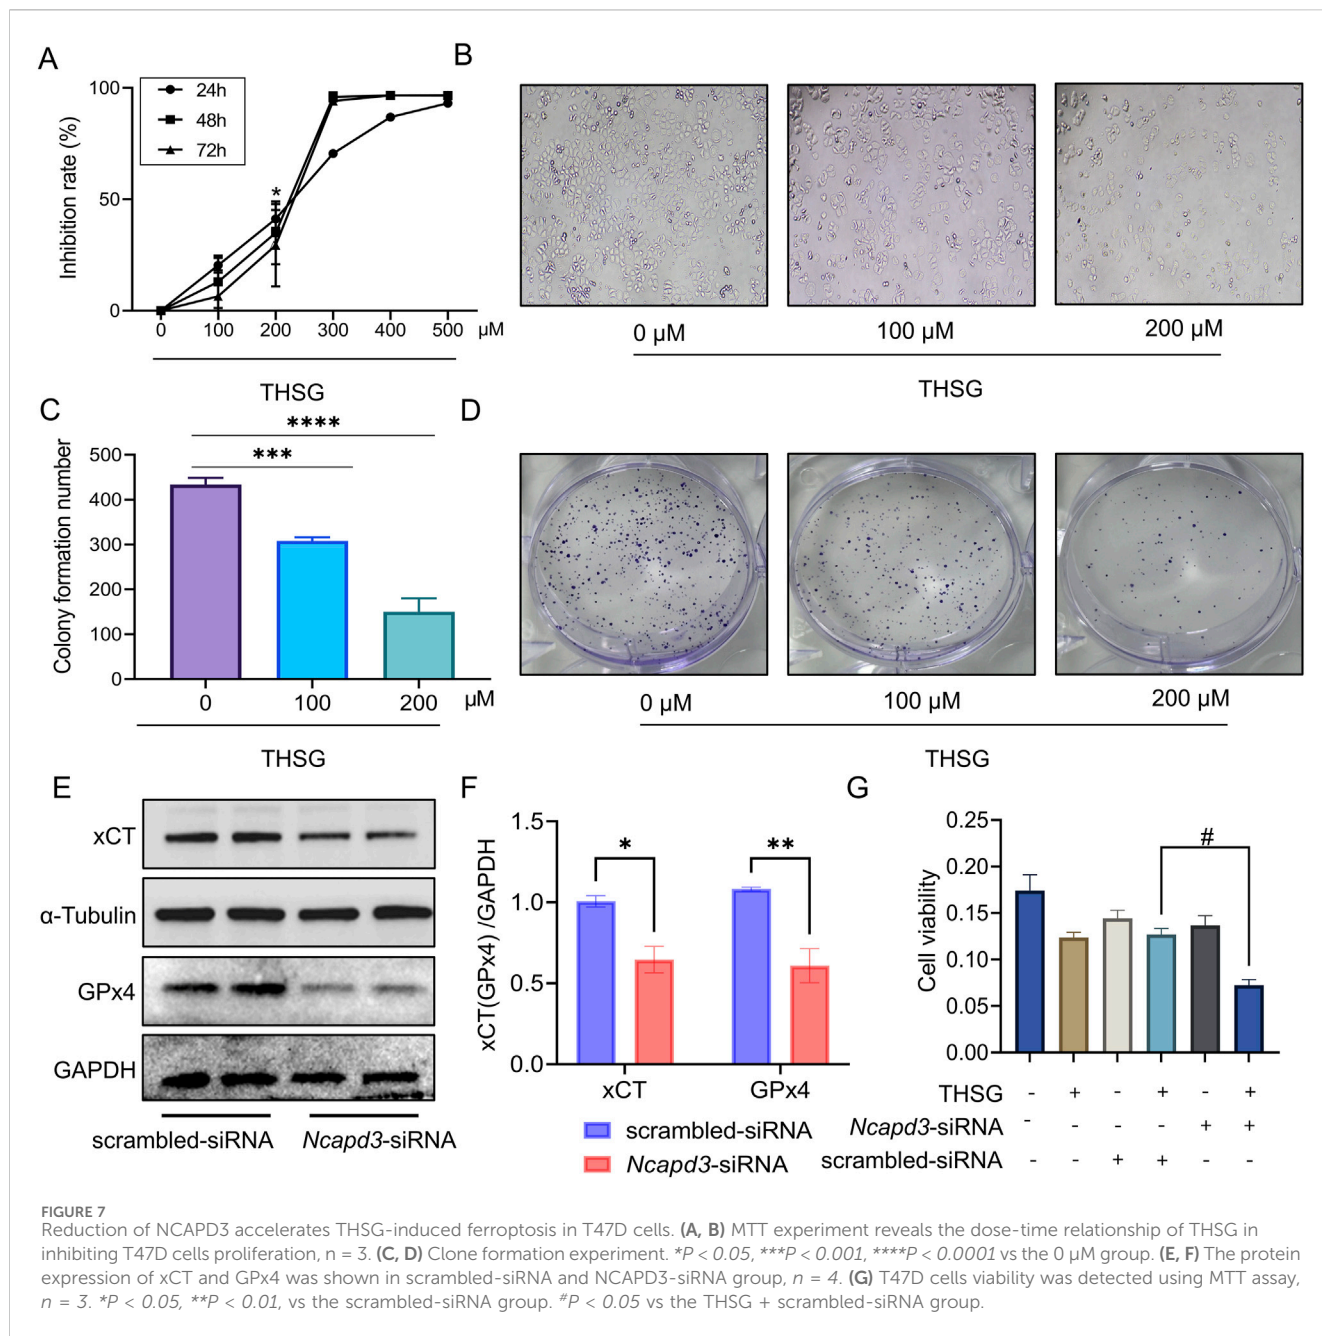 A
100
50
0
Inhibition rate (%)
24h
48h
72h
*
0 100 200 300 400 500 μM
THSG
B
0 μM 100 μM 200 μM
THSG
C
**** 
***
Colony formation number
500
400
300
200
100
0
0 100 200 μM
THSG
D
0 μM 100 μM 200 μM
THSG
E
xCT
α-Tubulin
GPx4
GAPDH
scrambled-siRNA Ncapd3-siRNA
F
xCT(GPx4) /GAPDH
1.5
1.0
0.5
0.0
* **
xCT GPx4
scrambled-siRNA
Ncapd3-siRNA
G
Cell viability
0.25
0.20
0.15
0.10
0.05
0.00
#
THSG - + - + - +
Ncapd3-siRNA - - - - + +
scrambled-siRNA - - + + - -
FIGURE 7
Reduction of NCAPD3 accelerates THSG-induced ferroptosis in T47D cells. (A, B) MTT experiment reveals the dose-time relationship of THSG in
inhibiting T47D cells proliferation, n = 3. (C, D) Clone formation experiment. *P < 0.05, ***P < 0.001, ****P < 0.0001 vs the 0 μM group. (E, F) The protein
expression of xCT and GPx4 was shown in scrambled-siRNA and NCAPD3-siRNA group, n = 4. (G) T47D cells viability was detected using MTT assay,
n = 3. *P < 0.05, **P < 0.01, vs the scrambled-siRNA group. #P < 0.05 vs the THSG + scrambled-siRNA group.